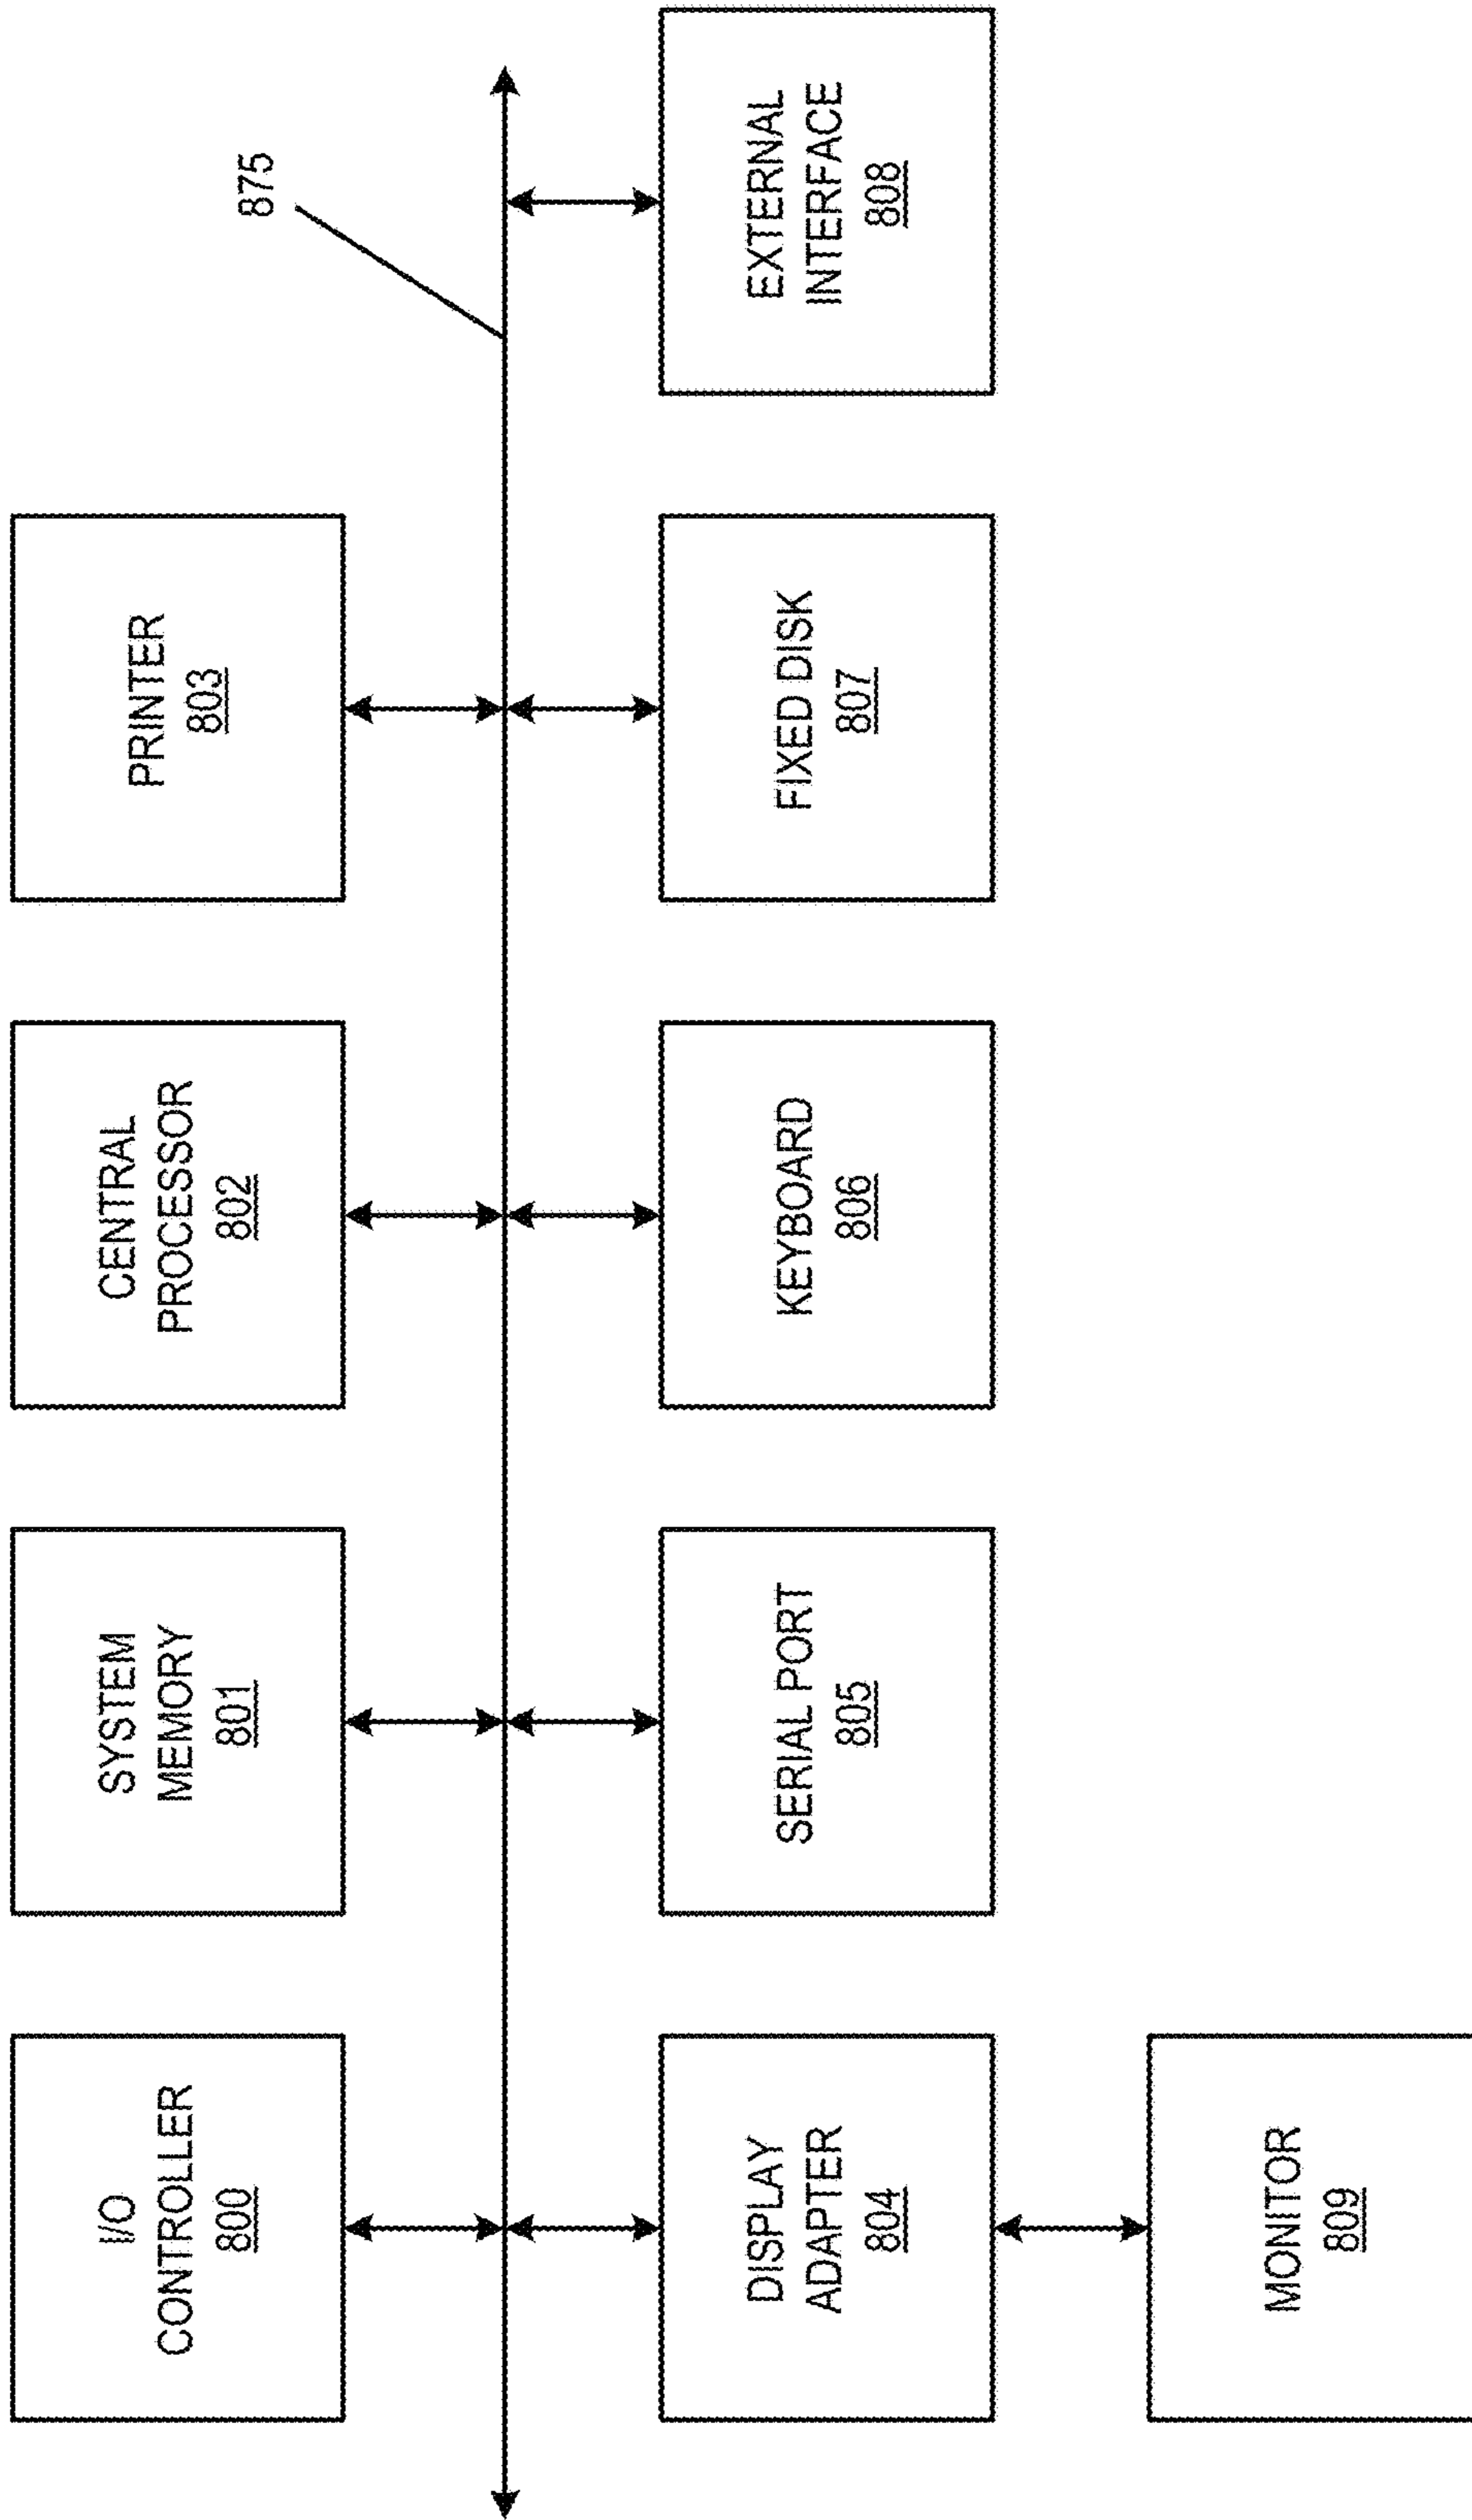 I/O
CONTROLLER
800
SYSTEM
MEMORY
801
CENTRAL
PROCESSOR
802
PRINTER
803
875
DISPLAY
ADAPTER
804
SERIAL PORT
805
KEYBOARD
806
FIXED DISK
807
EXTERNAL
INTERFACE
808
MONITOR
809